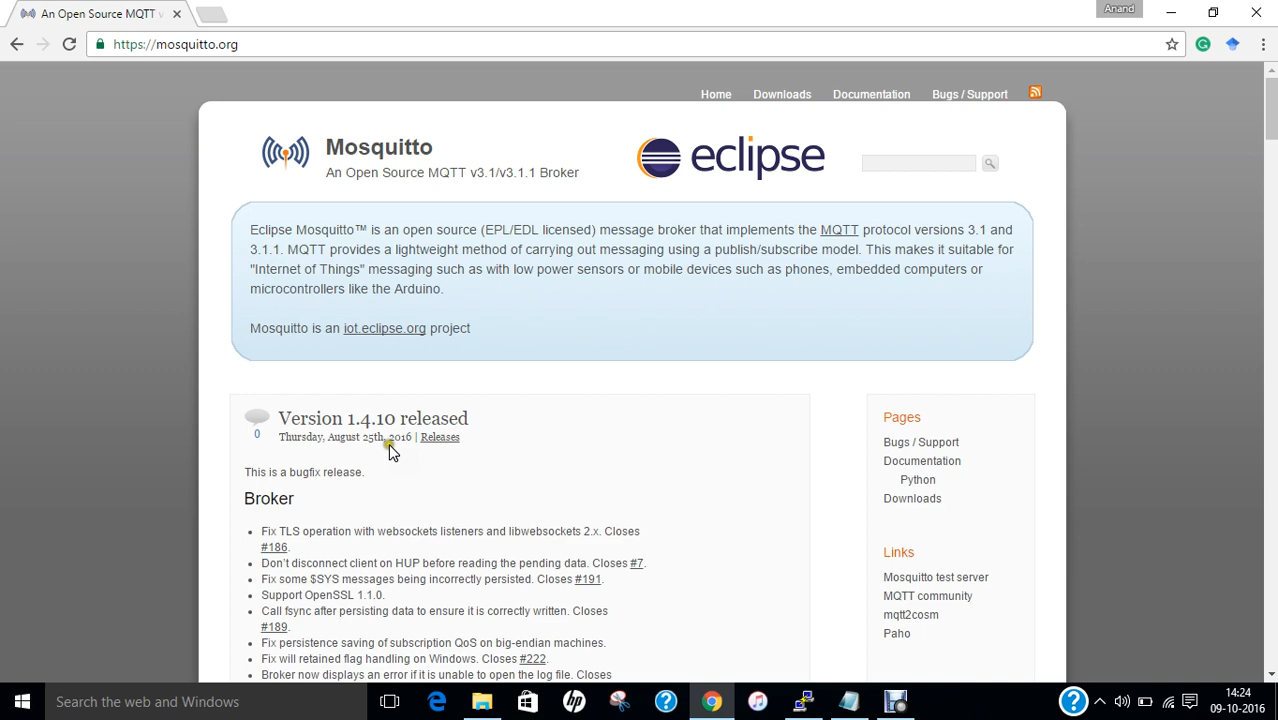 An Open Source MQTT v
Anand
https://mosquitto.org
Home Downloads Documentation Bugs / Support
Mosquitto
An Open Source MQTT v3.1/v3.1.1 Broker
eclipse
Eclipse Mosquitto™ is an open source (EPL/EDL licensed) message broker that implements the MQTT protocol versions 3.1 and
3.1.1. MQTT provides a lightweight method of carrying out messaging using a publish/subscribe model. This makes it suitable for
"Internet of Things" messaging such as with low power sensors or mobile devices such as phones, embedded computers or
microcontrollers like the Arduino.
Mosquitto is an iot.eclipse.org project
Version 1.4.10 released
0
Thursday, August 25th, 2016 | Releases
This is a bugfix release.
Broker
• Fix TLS operation with websockets listeners and libwebsockets 2.x. Closes
#186.
• Don't disconnect client on HUP before reading the pending data. Closes #7.
• Fix some $SYS messages being incorrectly persisted. Closes #191.
• Support OpenSSL 1.1.0.
• Call fsync after persisting data to ensure it is correctly written. Closes
#189.
• Fix persistence saving of subscription QoS on big-endian machines.
• Fix will retained flag handling on Windows. Closes #222.
• Broker now displays an error if it is unable to open the log file. Closes
Pages
Bugs / Support
Documentation
Python
Downloads
Links
Mosquitto test server
MQTT community
mqtt2cosm
Paho
Search the web and Windows
14:24
09-10-2016